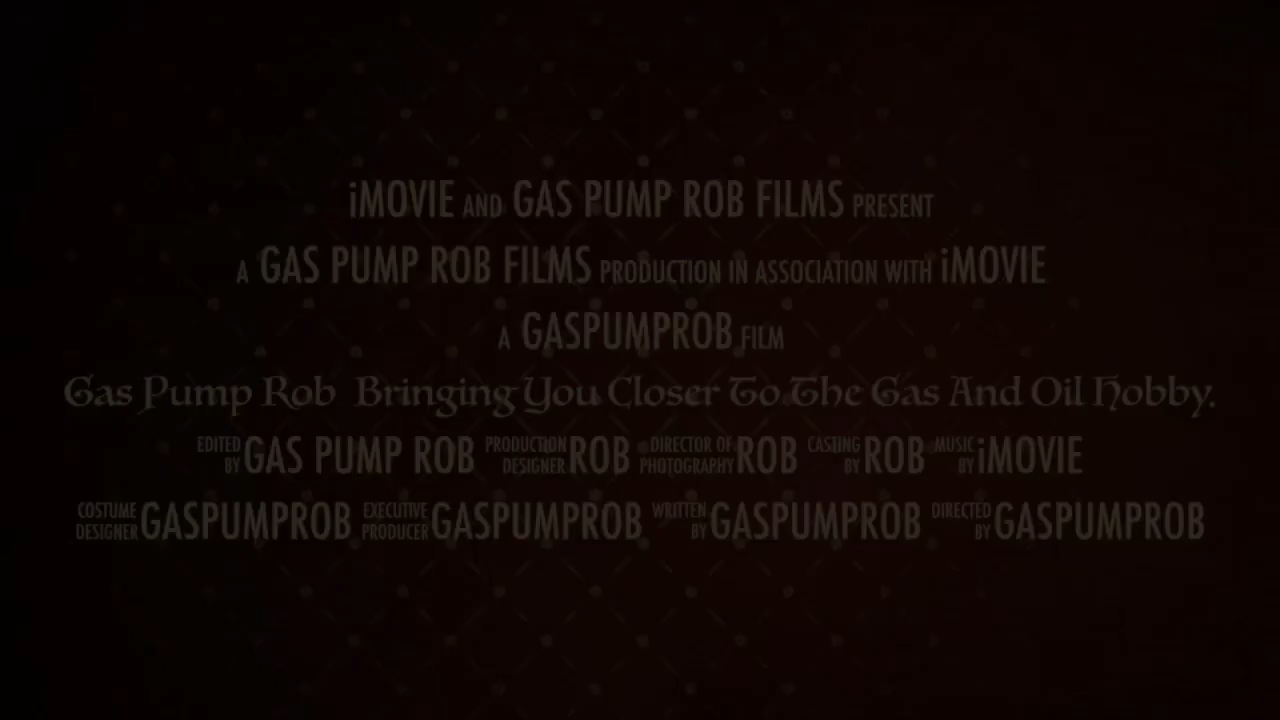 iMOVIE AND GAS PUMP ROB FILMS PRESENT
A GAS PUMP ROB FILMS PRODUCTION IN ASSOCIATION WITH iMOVIE
A GASPUMPROB FILM
Gas Pump Rob Bringing You Closer To The Gas And Oil Hobby.
EDITED BY GAS PUMP ROB PRODUCTION DESIGNER ROB DIRECTOR OF PHOTOGRAPHY ROB CASTING BY ROB MUSIC BY iMOVIE
COSTUME DESIGNER GASPUMPROB EXECUTIVE PRODUCER GASPUMPROB WRITTEN BY GASPUMPROB DIRECTED BY GASPUMPROB